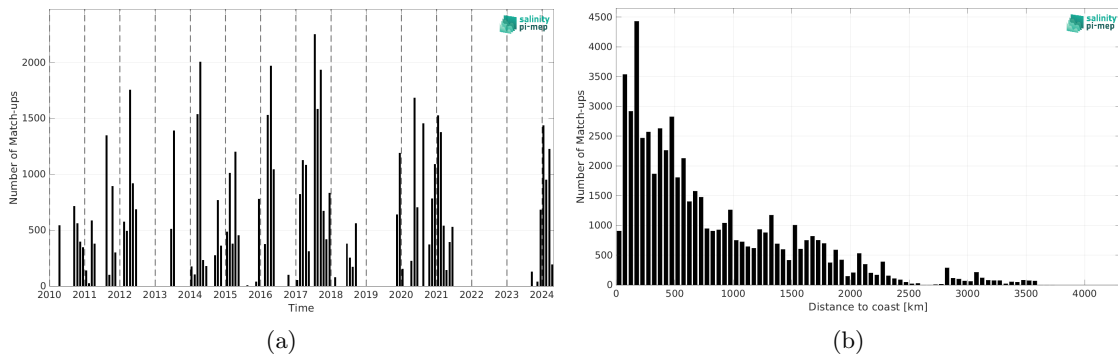 salinity
pi-mep
Number of Match-ups
2000
1500
1000
500
0
2010 2011 2012 2013 2014 2015 2016 2017 2018 2019 2020 2021 2022 2023 2024
Time
(a)
salinity
pi-mep
Number of Match-ups
4500
4000
3500
3000
2500
2000
1500
1000
500
0
0 500 1000 1500 2000 2500 3000 3500 4000
Distance to coast [km]
(b)